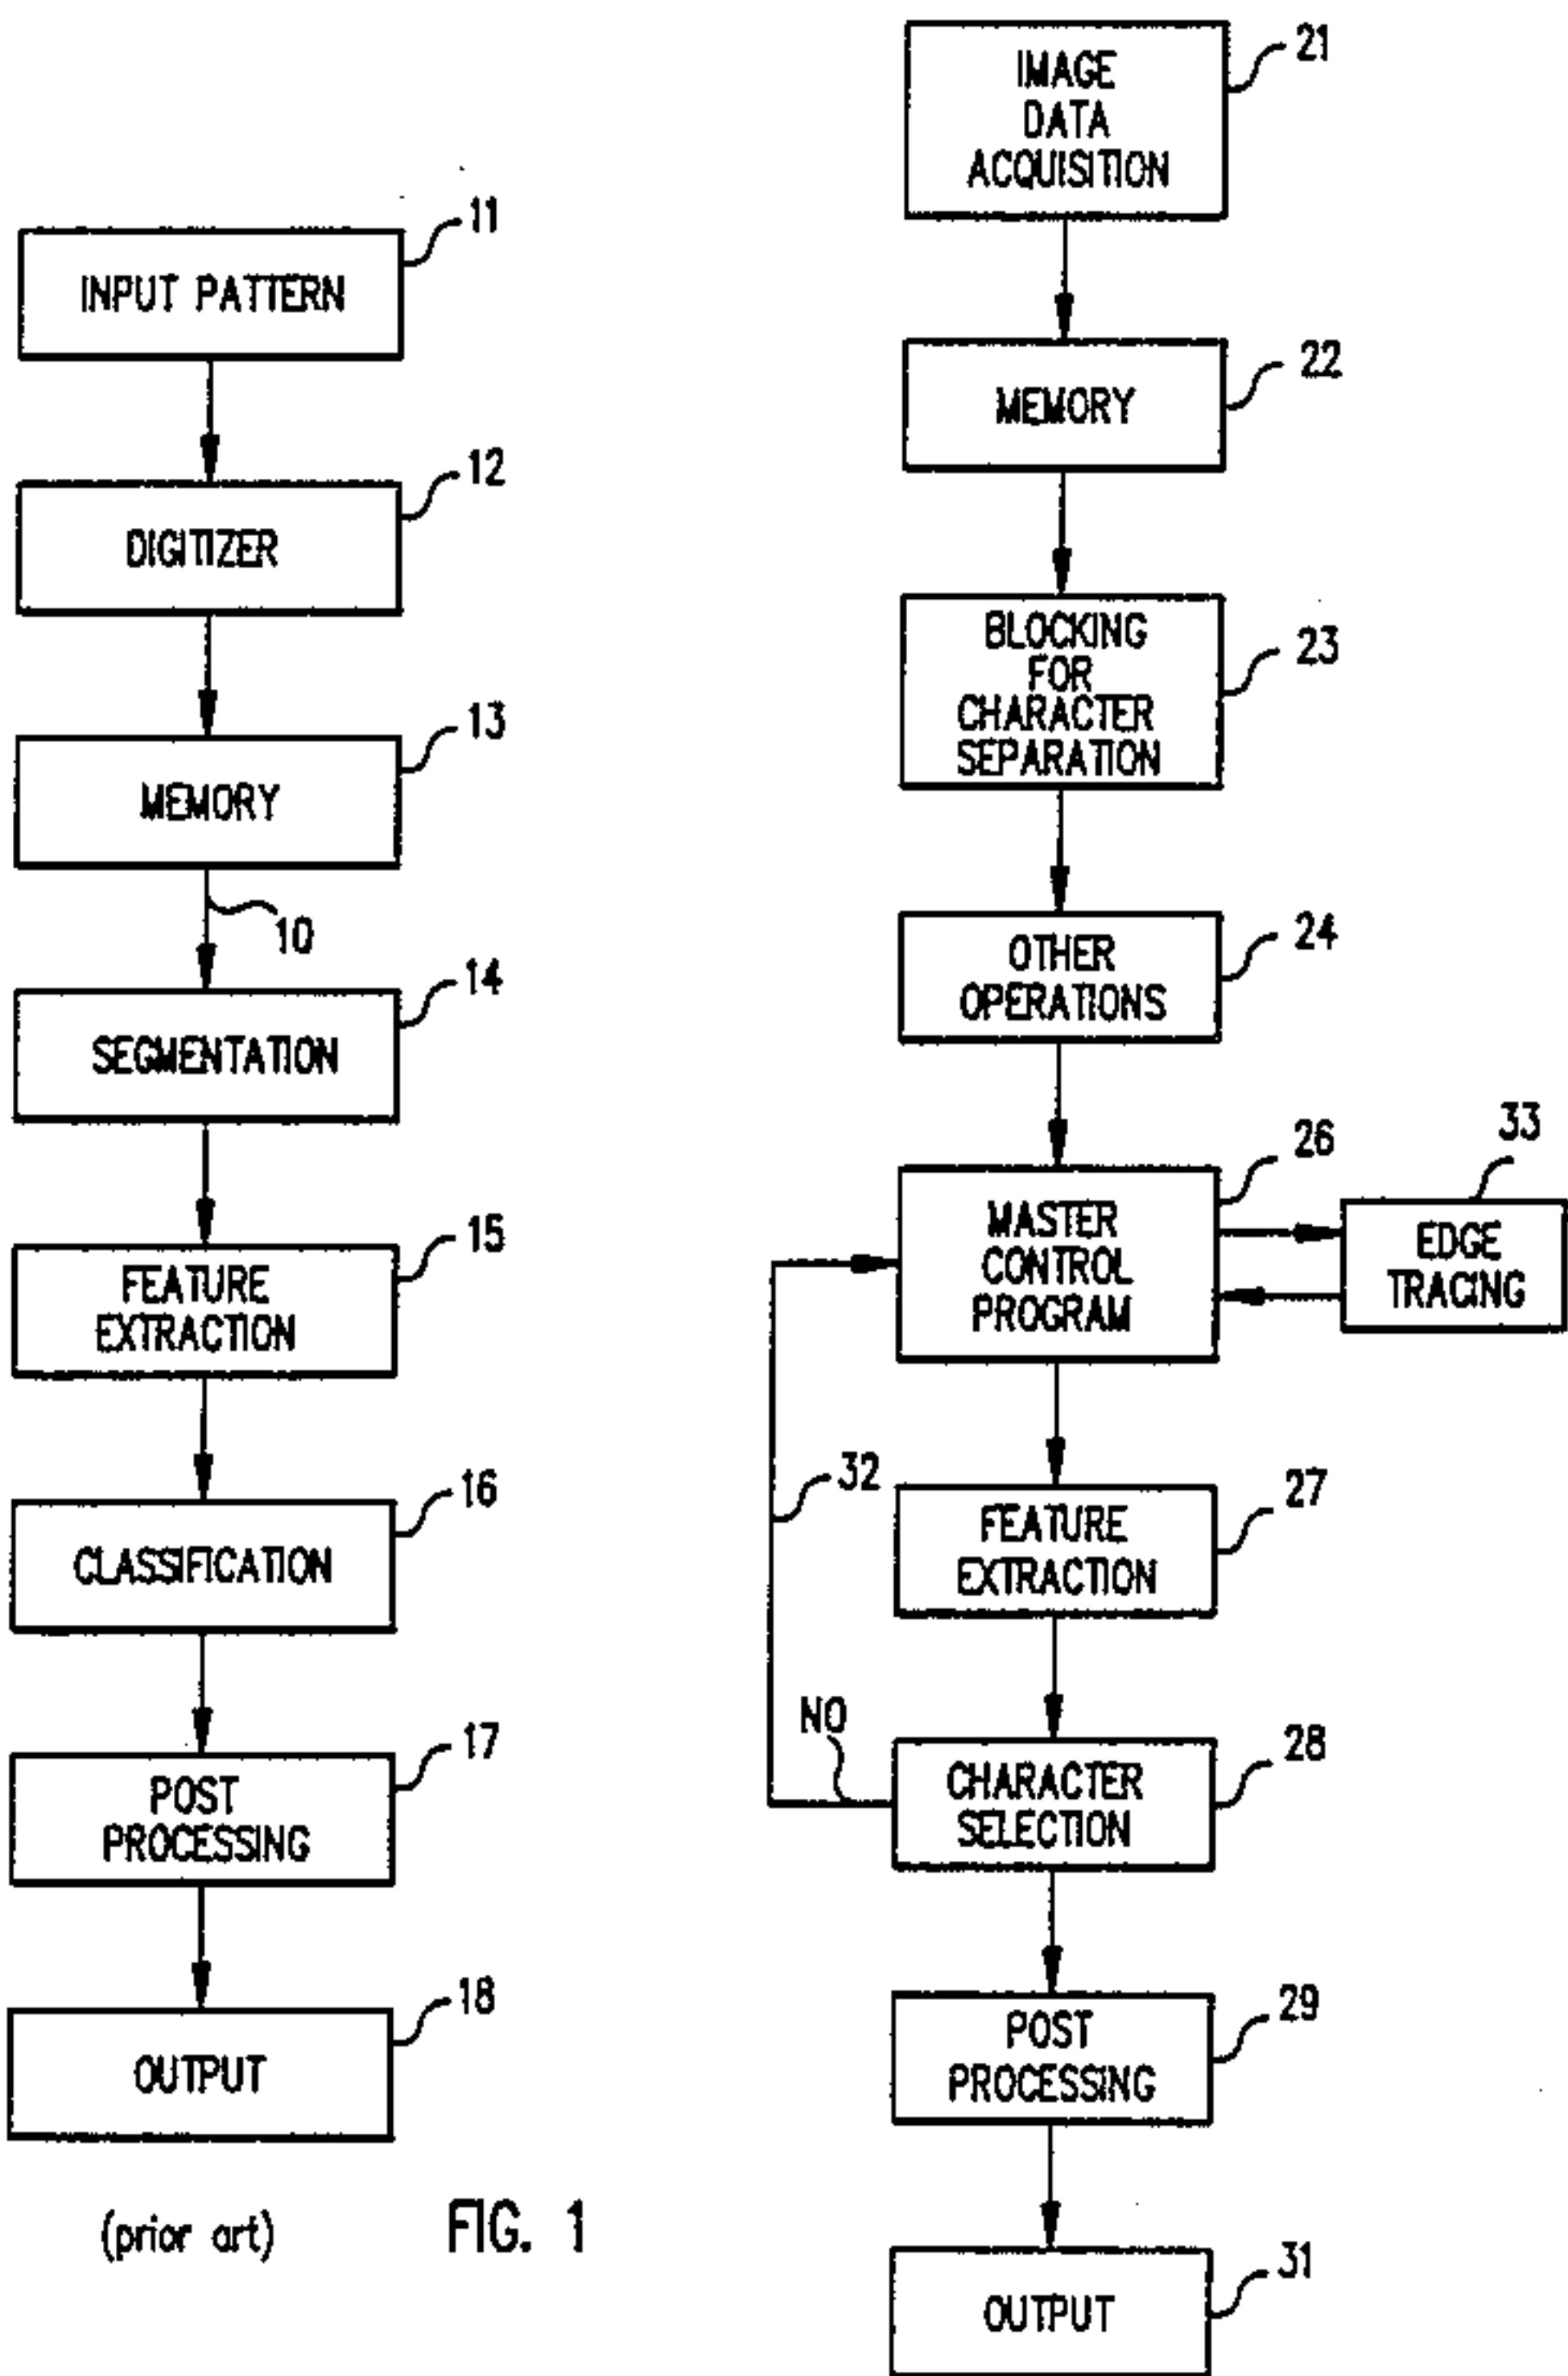 INPUT PATTERN
11
DIGITIZER
12
MEMORY
13
10
SEGMENTATION
14
FEATURE
EXTRACTION
15
CLASSIFICATION
16
POST
PROCESSING
17
OUTPUT
18
(prior art)
FIG. 1
IMAGE
DATA
ACQUISITION
21
MEMORY
22
BLOCKING
FOR
CHARACTER
SEPARATION
23
OTHER
OPERATIONS
24
MASTER
CONTROL
PROGRAM
26
EDGE
TRACING
33
32
FEATURE
EXTRACTION
27
NO
CHARACTER
SELECTION
28
POST
PROCESSING
29
OUTPUT
31